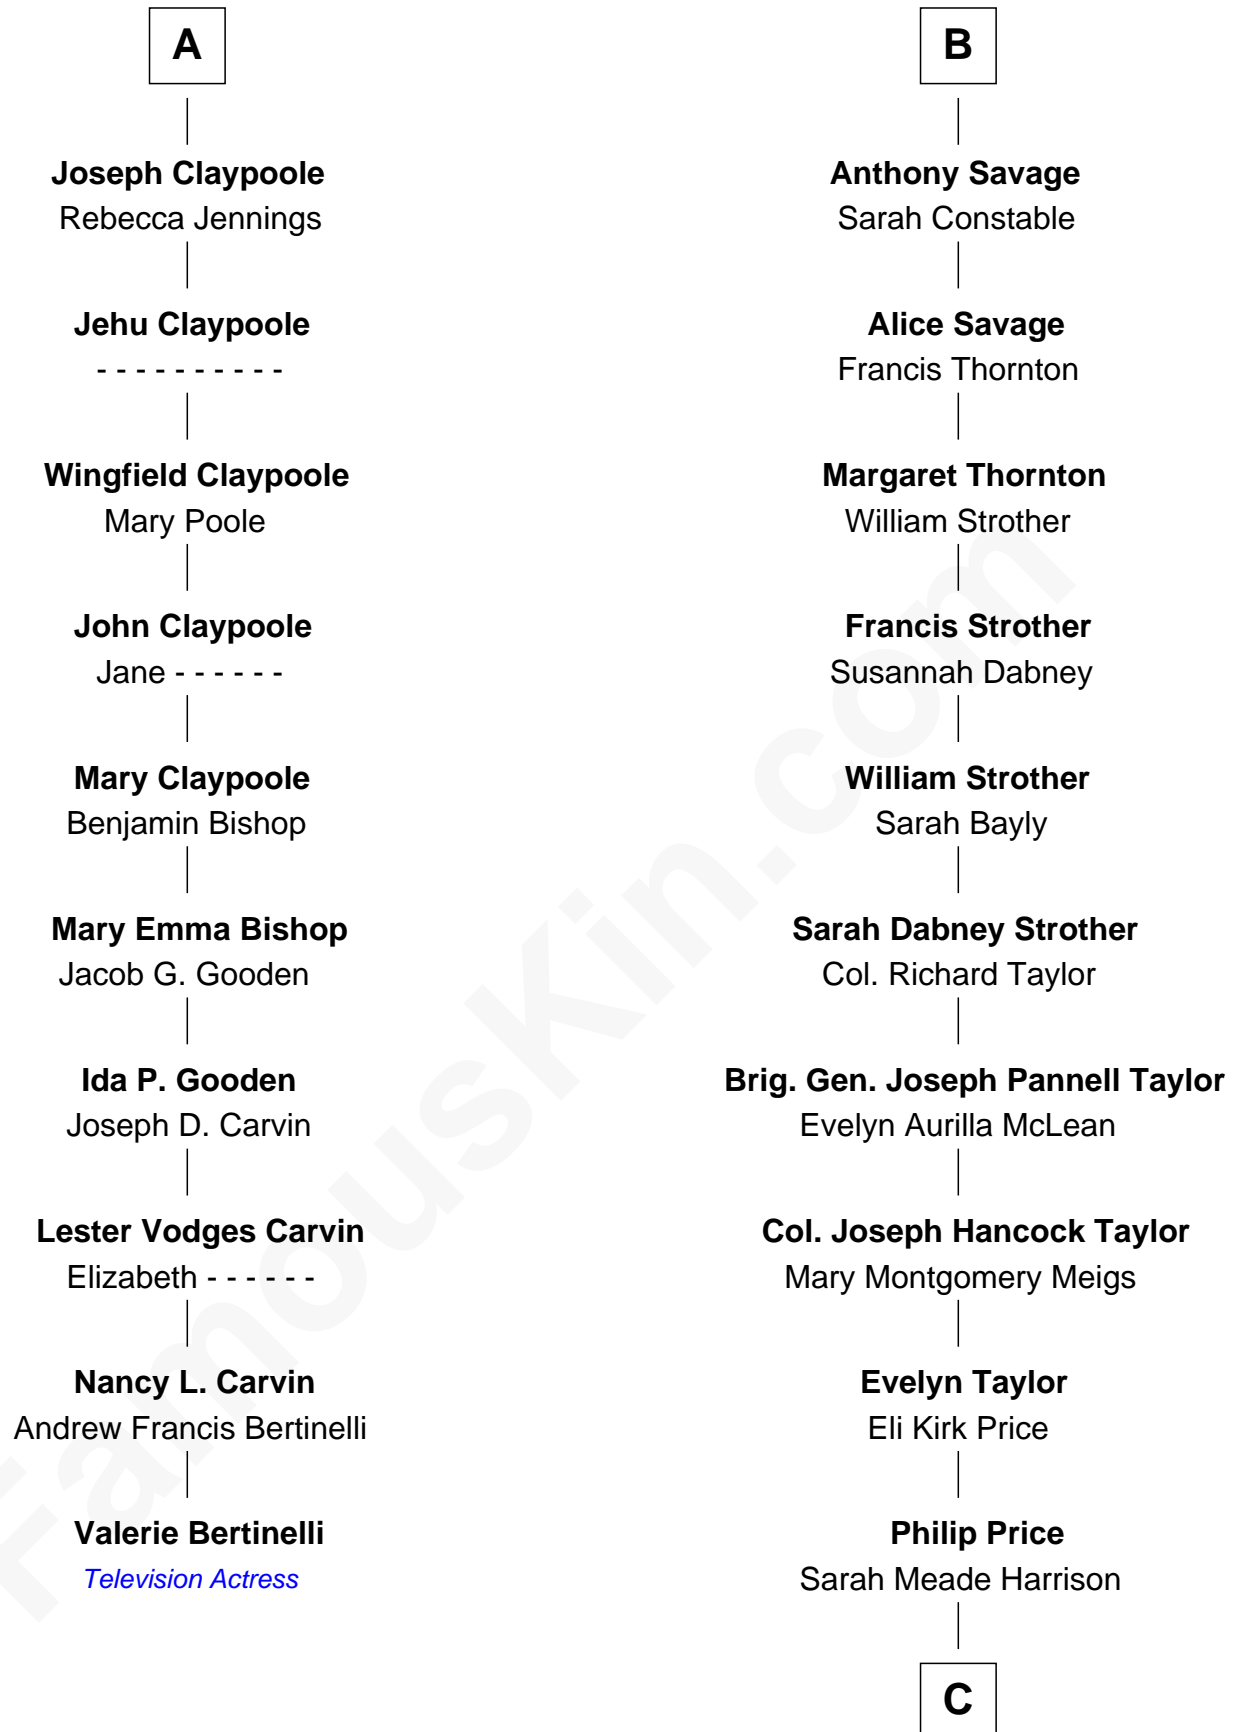 A
Joseph Claypoole
Rebecca Jennings
Jehu Claypoole
- - - - - - - - - -
Wingfield Claypoole
Mary Poole
John Claypoole
Jane - - - - - -
Mary Claypoole
Benjamin Bishop
Mary Emma Bishop
Jacob G. Gooden
Ida P. Gooden
Joseph D. Carvin
Lester Vodges Carvin
Elizabeth - - - - - -
Nancy L. Carvin
Andrew Francis Bertinelli
Valerie Bertinelli
Television Actress
B
Anthony Savage
Sarah Constable
Alice Savage
Francis Thornton
Margaret Thornton
William Strother
Francis Strother
Susannah Dabney
William Strother
Sarah Bayly
Sarah Dabney Strother
Col. Richard Taylor
Brig. Gen. Joseph Pannell Taylor
Evelyn Aurilla McLean
Col. Joseph Hancock Taylor
Mary Montgomery Meigs
Evelyn Taylor
Eli Kirk Price
Philip Price
Sarah Meade Harrison
C
FamousKin.com